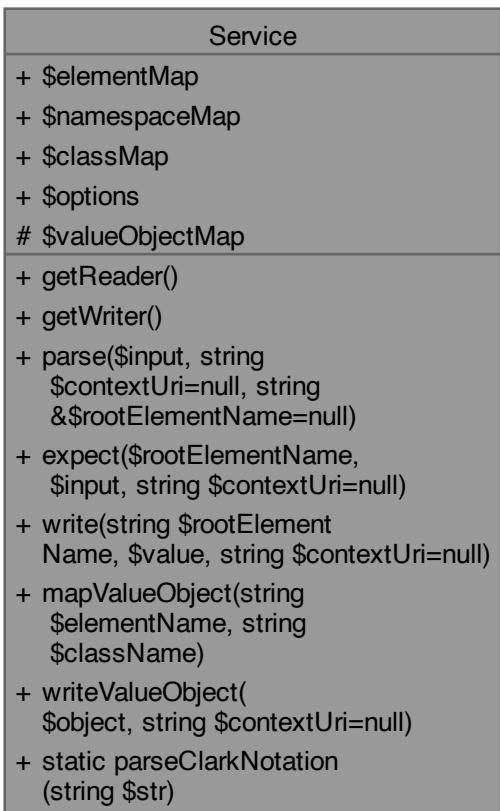 Service
+ $elementMap
+ $namespaceMap
+ $classMap
+ $options
# $valueObjectMap
+ getReader()
+ getWriter()
+ parse($input, string
$contextUri=null, string
&$rootElementName=null)
+ expect($rootElementName,
$input, string $contextUri=null)
+ write(string $rootElement
Name, $value, string $contextUri=null)
+ mapValueObject(string
$elementName, string
$className)
+ writeValueObject(
$object, string $contextUri=null)
+ static parseClarkNotation
(string $str)